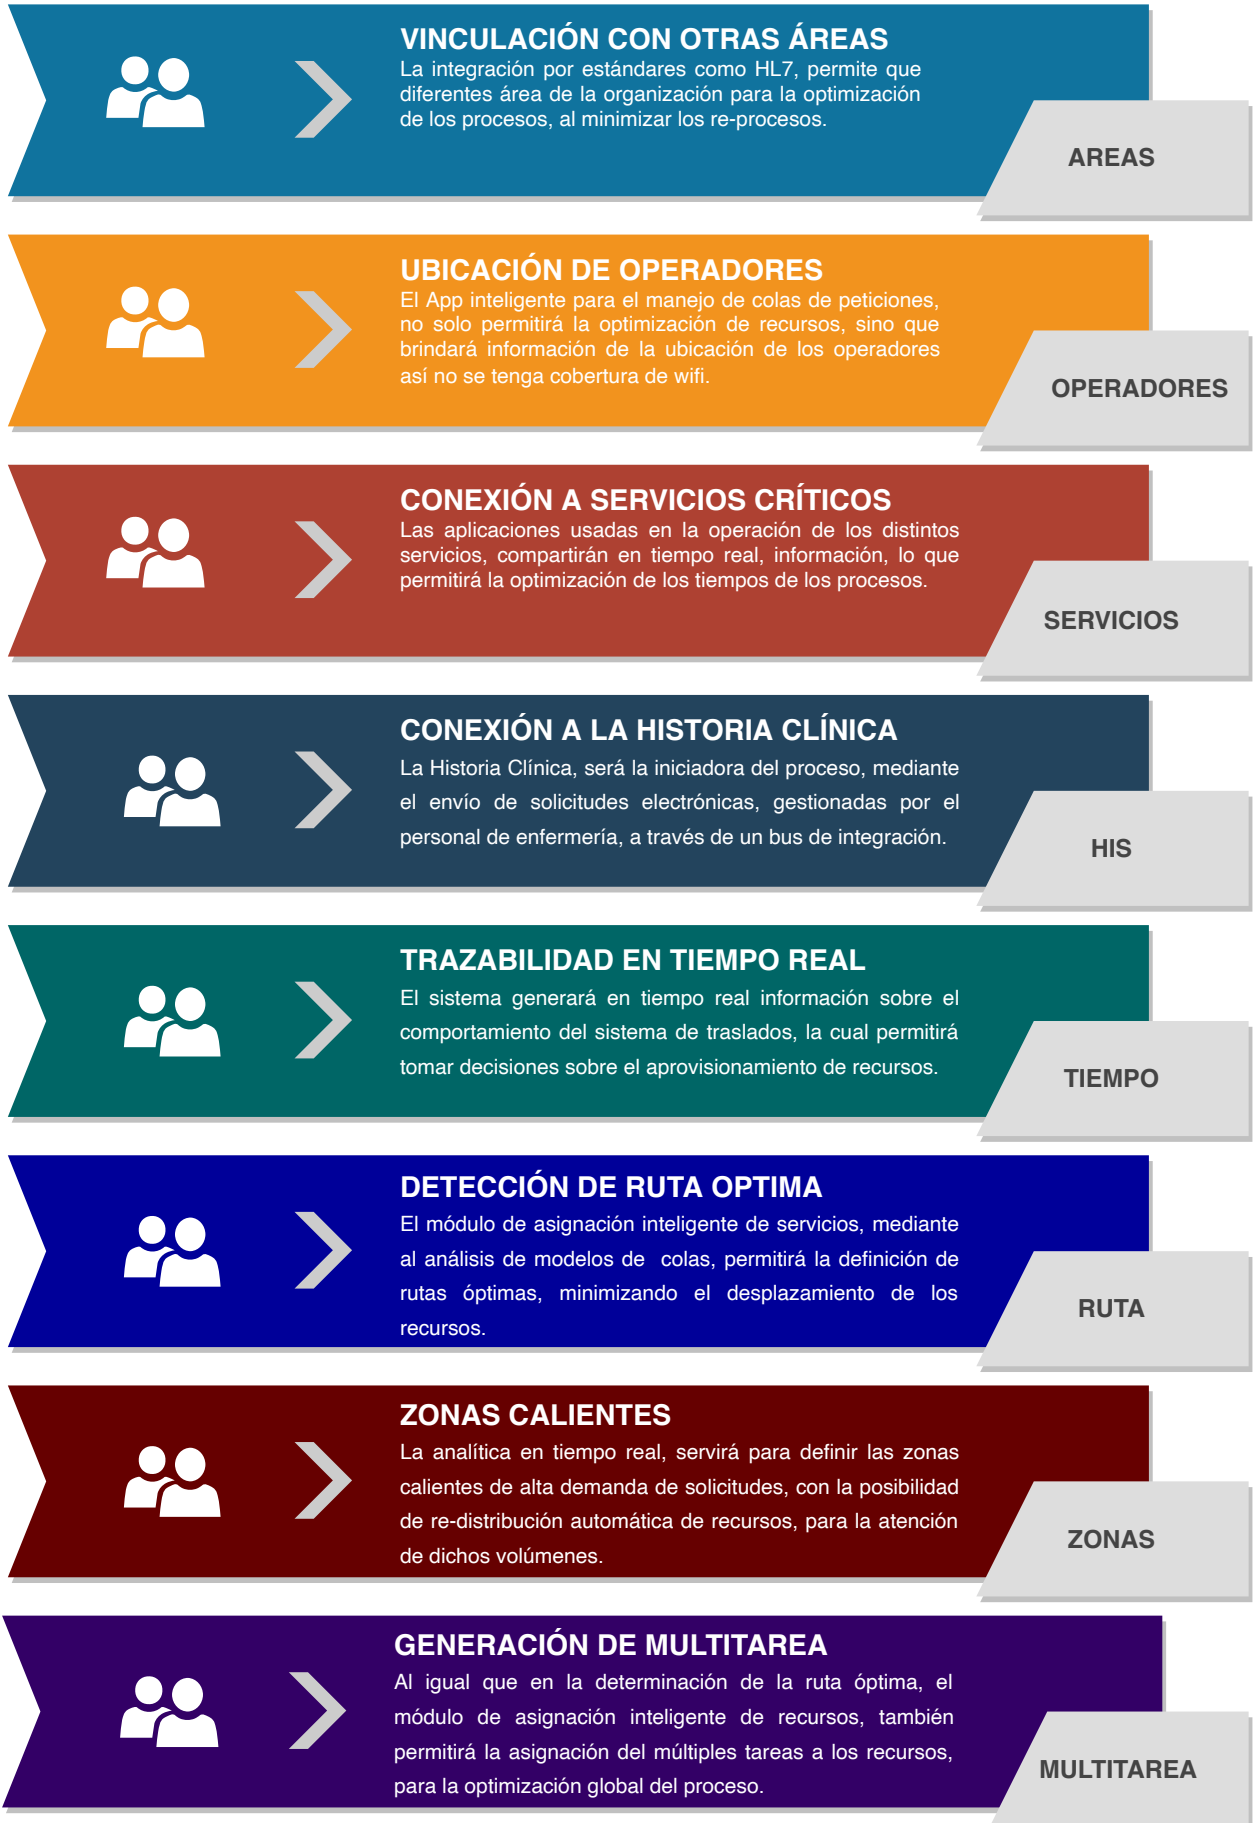 VINCULACIÓN CON OTRAS ÁREAS
La integración por estándares como HL7, permite que
diferentes área de la organización para la optimización
de los procesos, al minimizar los re-procesos.
AREAS
UBICACIÓN DE OPERADORES
El App inteligente para el manejo de colas de peticiones,
no solo permitirá la optimización de recursos, sino que
brindará información de la ubicación de los operadores
así no se tenga cobertura de wifi.
OPERADORES
CONEXIÓN A SERVICIOS CRÍTICOS
Las aplicaciones usadas en la operación de los distintos
servicios, compartirán en tiempo real, información, lo que
permitirá la optimización de los tiempos de los procesos.
SERVICIOS
CONEXIÓN A LA HISTORIA CLÍNICA
La Historia Clínica, será la iniciadora del proceso, mediante
el envío de solicitudes electrónicas, gestionadas por el
personal de enfermería, a través de un bus de integración.
HIS
TRAZABILIDAD EN TIEMPO REAL
El sistema generará en tiempo real información sobre el
comportamiento del sistema de traslados, la cual permitirá
tomar decisiones sobre el aprovisionamiento de recursos.
TIEMPO
DETECCIÓN DE RUTA OPTIMA
El módulo de asignación inteligente de servicios, mediante
al análisis de modelos de colas, permitirá la definición de
rutas óptimas, minimizando el desplazamiento de los
recursos.
RUTA
ZONAS CALIENTES
La analítica en tiempo real, servirá para definir las zonas
calientes de alta demanda de solicitudes, con la posibilidad
de re-distribución automática de recursos, para la atención
de dichos volúmenes.
ZONAS
GENERACIÓN DE MULTITAREA
Al igual que en la determinación de la ruta óptima, el
módulo de asignación inteligente de recursos, también
permitirá la asignación del múltiples tareas a los recursos,
para la optimización global del proceso.
MULTITAREA